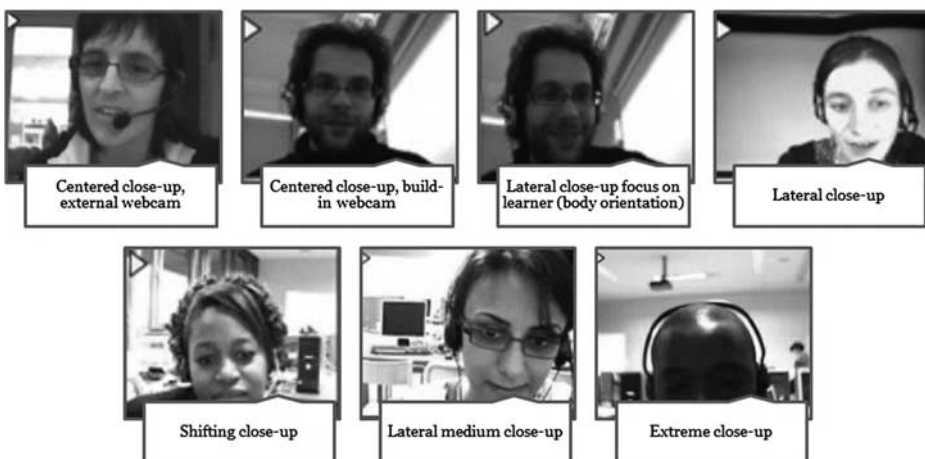 Centered close-up,
external webcam
Centered close-up, build-
in webcam
Lateral close-up focus on
learner (body orientation)
Lateral close-up
Shifting close-up
Lateral medium close-up
Extreme close-up